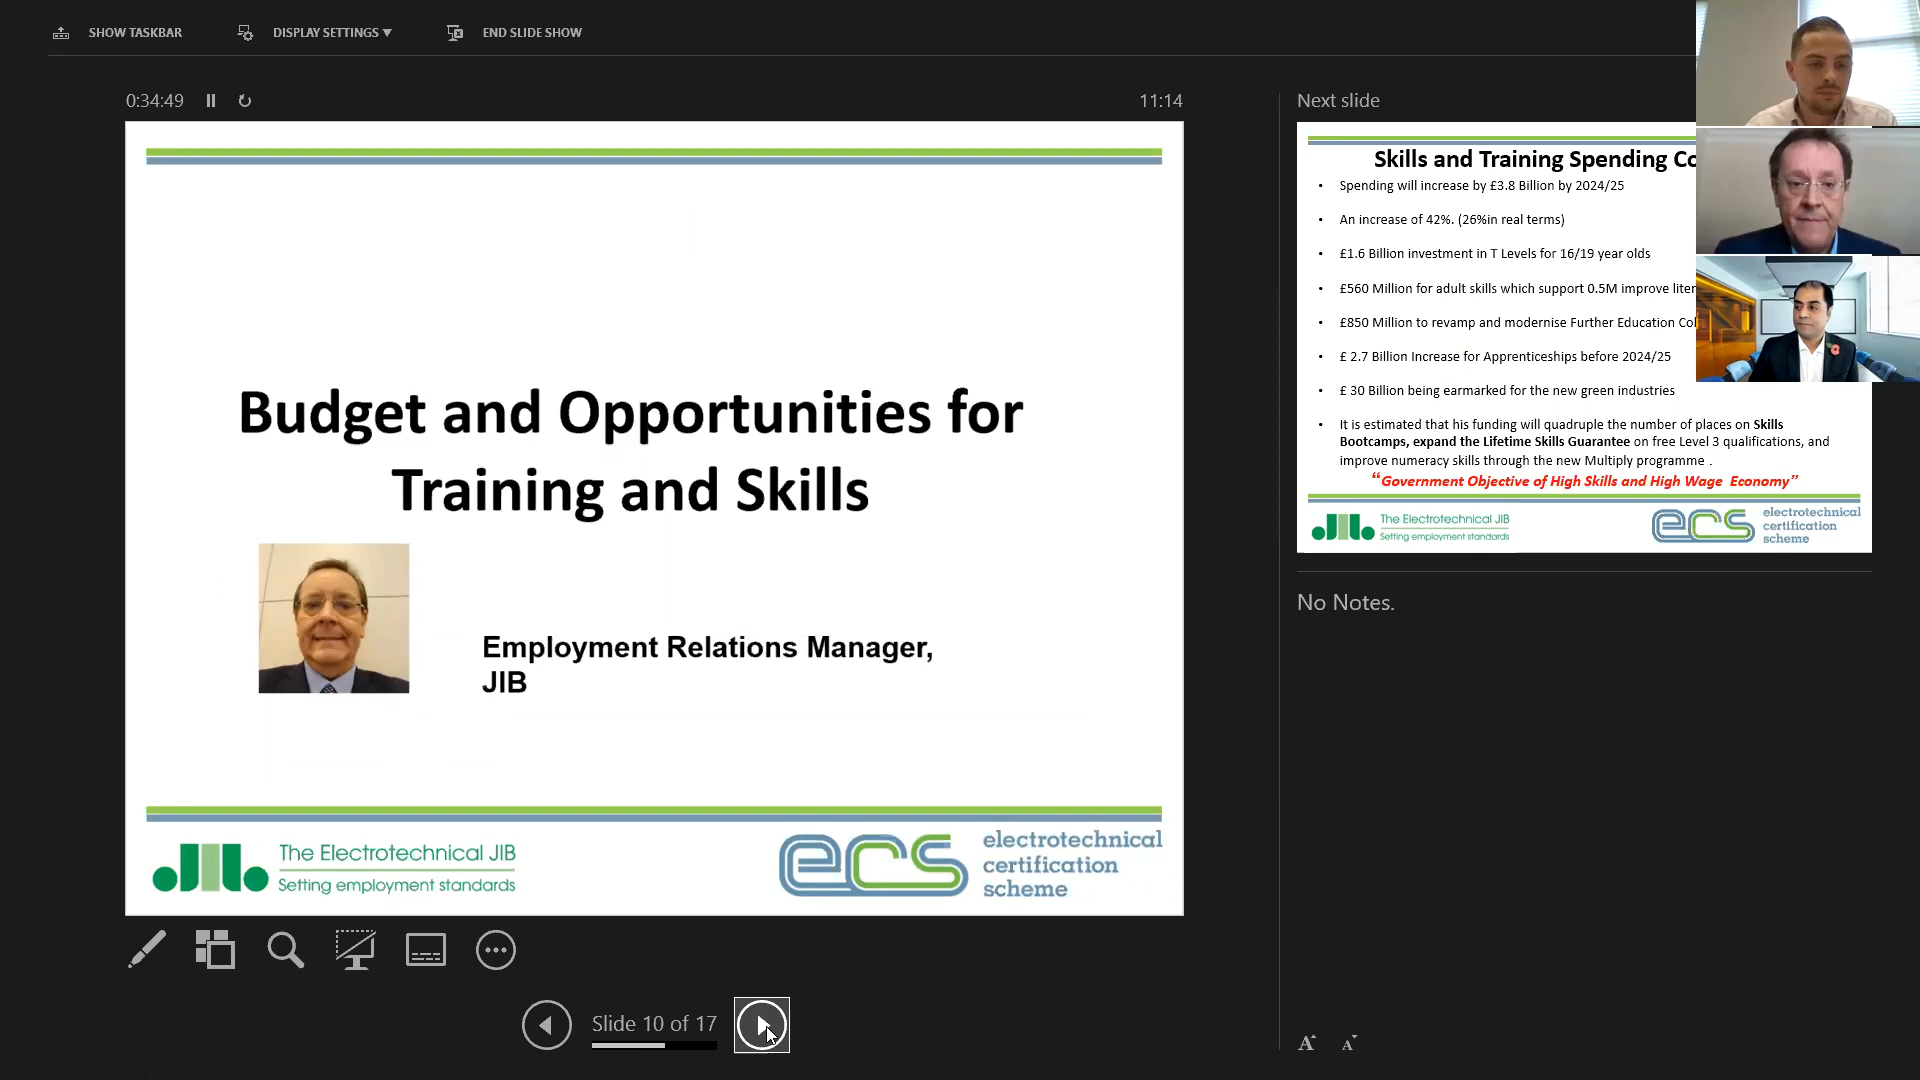 SHOW TASKBAR
DISPLAY SETTINGS ▼
END SLIDE SHOW
0:34:49
11:14
Budget and Opportunities for
Training and Skills
Employment Relations Manager,
JIB
The Electrotechnical JIB
Setting employment standards
ecs
electrotechnical
certification
scheme
Slide 10 of 17
Next slide
Skills and Training Spending
• Spending will increase by £3.8 Billion by 2024/25
• An increase of 42%. (26%in real terms)
• £1.6 Billion investment in T Levels for 16/19 year olds
• £560 Million for adult skills which support 0.5M improve
• £850 Million to revamp and modernise Further Education
• £ 2.7 Billion Increase for Apprenticeships before 2024/25
• £ 30 Billion being earmarked for the new green industries
• It is estimated that his funding will quadruple the number of places on Skills
Bootcamps, expand the Lifetime Skills Guarantee on free Level 3 qualifications, and
improve numeracy skills through the new Multiply programme .
“Government Objective of High Skills and High Wage Economy”
The Electrotechnical JIB
Setting employment standards
ecs
electrotechnical
certification
scheme
No Notes.
A A